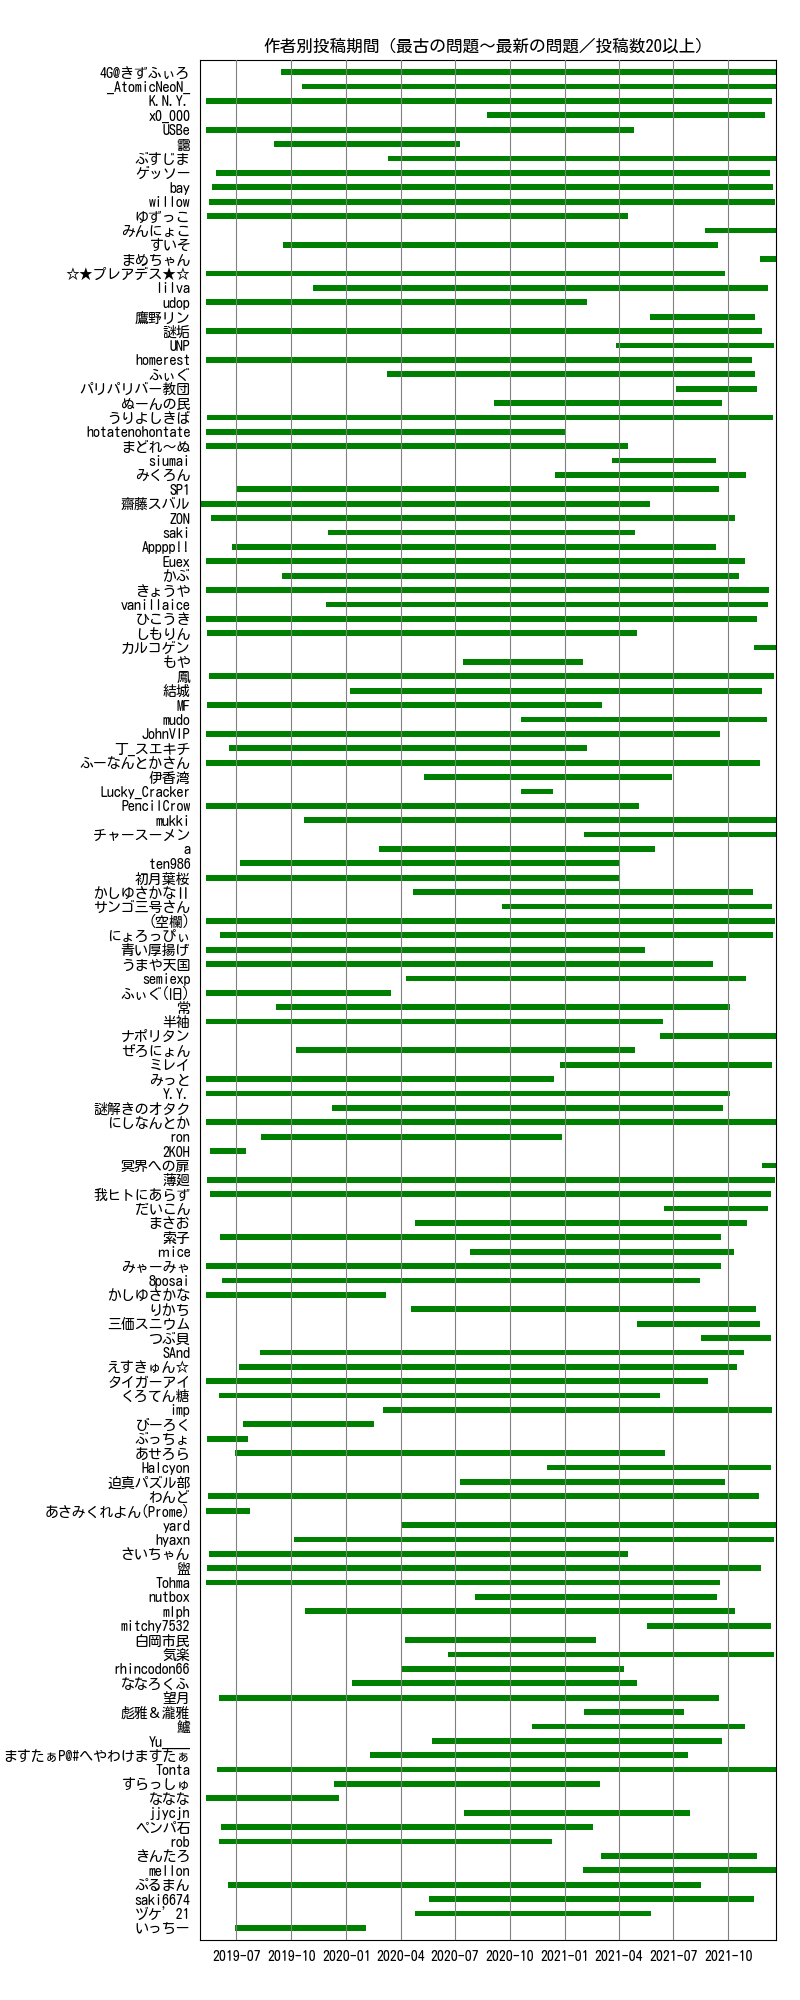 作者別投稿期間（最古の問題～最新の問題／投稿数20以上）
4G@きずふぃろ
_AtomicNeoN_
K.N.Y.
x0_000
USBe
ぶすじま
ゲッソー
bay
willow
ゆずっこ
みんにょこ
すいそ
まめちゃん
☆★プレアデス★☆
lilva
udop
鷹野リン
謎垢
UNP
homerest
ふぃぐ
パリパリバー教団
ぬーんの民
うりよしきば
hotatenohontate
まどれ～ぬ
siumai
みくろん
SP1
齋藤スバル
ZON
saki
Appppll
Euex
かぶ
きょうや
vanillaice
ひこうき
しもりん
カルコゲン
もや
鳳
結城
MF
mudo
JohnVIP
丁_スエキチ
ふーなんとかさん
伊香湾
Lucky_Cracker
PencilCrow
mukki
チャースーメン
a
ten986
初月葉桜
かしゆさかなII
サンゴ三号さん
(空欄)
にょろっぴぃ
青い厚揚げ
うまや天国
semiexp
ふぃぐ(旧)
常
半袖
ナポリタン
ぜろにょん
ミレイ
みっと
Y.Y.
謎解きのオタク
にしなんとか
ron
2KOH
冥界への扉
薄廻
我ヒトにあらず
だいこん
まさお
索子
mice
みゃーみゃ
8posai
かしゆさかな
りかち
三価スニウム
つぶ貝
SAnd
えすきゅん☆
タイガーアイ
くろてん糖
imp
びーろく
ぶっちょ
あせろら
Halcyon
迫真パズル部
わんど
あさみくれよん(Prome)
yard
hyaxn
さいちゃん
盥
Tohma
nutbox
mlph
mitchy7532
白岡市民
気楽
rhincodon66
ななろくふ
望月
彪雅＆瀧雅
鱸
Yu____
ますたぁP@#へやわけますたぁ
Tonta
すらっしゅ
ななな
jjycjn
ペンパ石
rob
きんたろ
mellon
ぷるまん
saki6674
ヅケ’21
いっちー
2019-07 2019-10 2020-01 2020-04 2020-07 2020-10 2021-01 2021-04 2021-07 2021-10